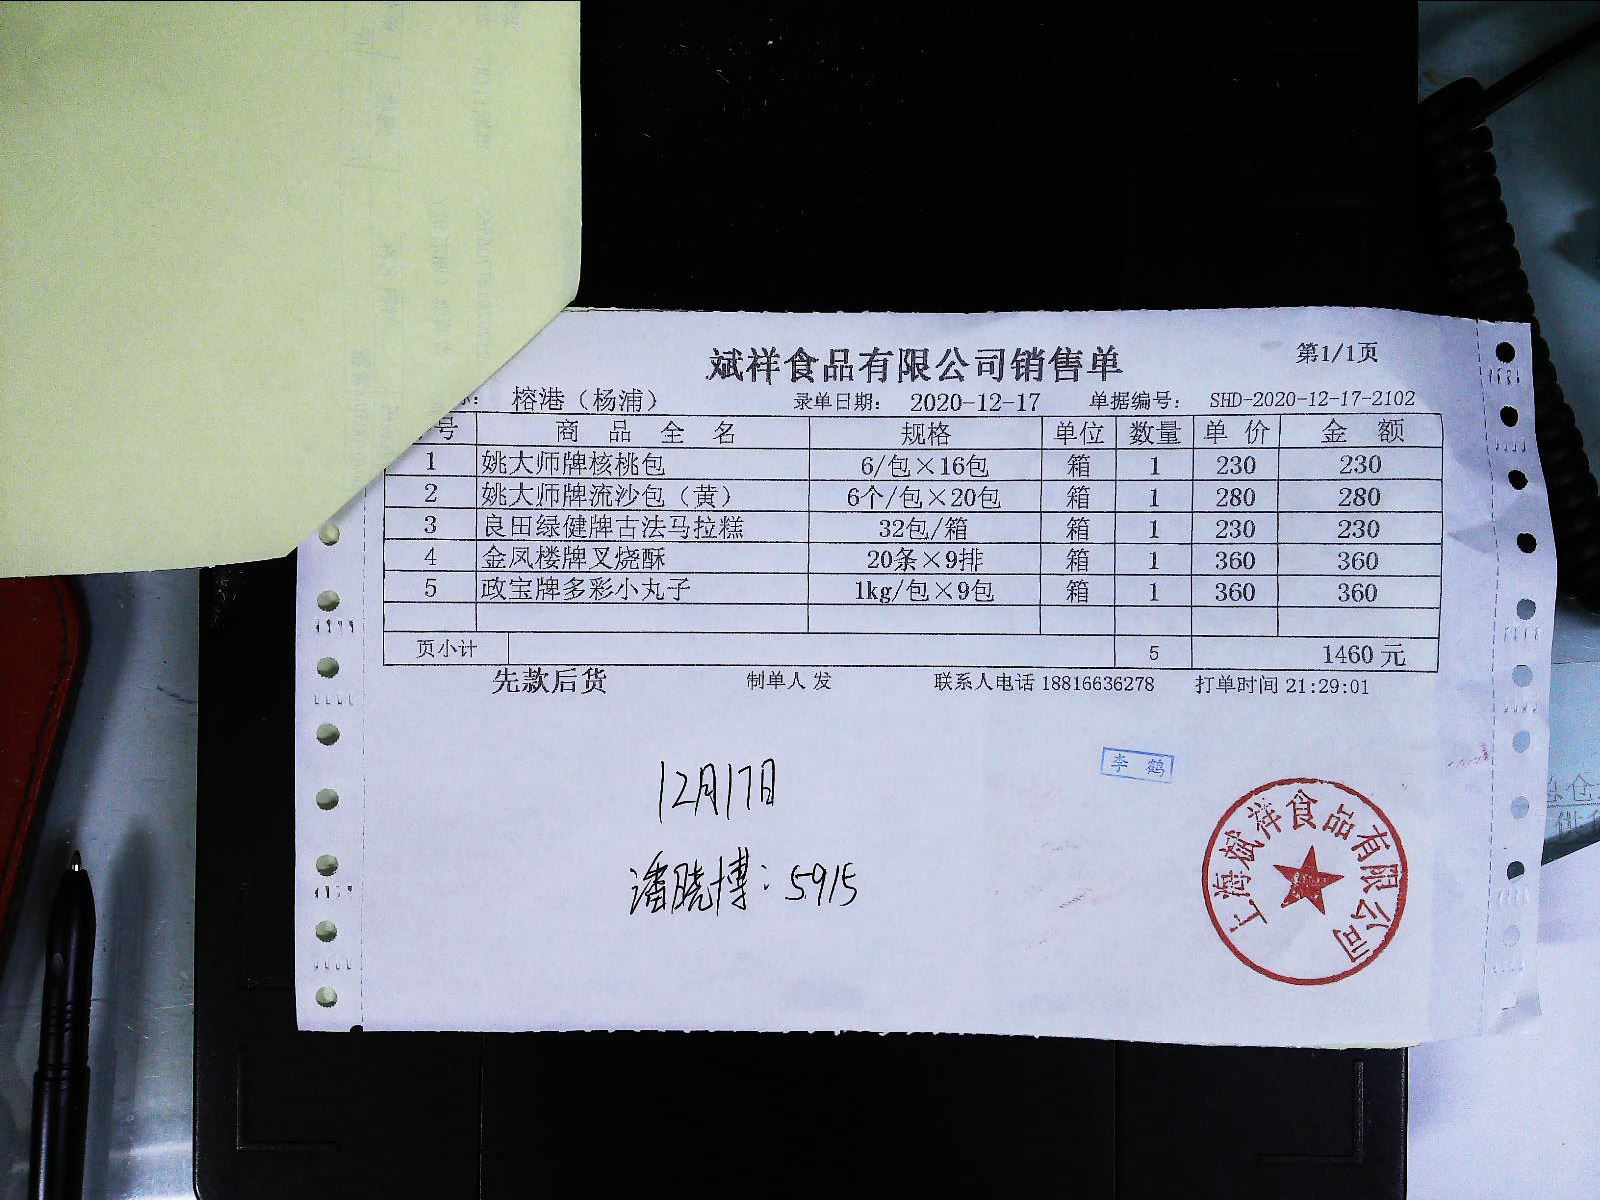 斌祥食品有限公司销售单 第1/1页
榕港（杨浦） 录单日期： 2020-12-17 单据编号： SHD-2020-12-17-2102
号 商品全名 规格 单位 数量 单价 金额
1 姚大师牌核桃包 6/包×16包 箱 1 230 230
2 姚大师牌流沙包（黄） 6个/包×20包 箱 1 280 280
3 良田绿健牌古法马拉糕 32包/箱 箱 1 230 230
4 金凤楼牌叉烧酥 20条×9排 箱 1 360 360
5 政宝牌多彩小丸子 1kg/包×9包 箱 1 360 360
页小计 5 1460 元
先款后货 制单人 发 联系人电话 18816636278 打单时间 21:29:01
12月17日
李鹤
潘晓博：5915
上海斌祥食品有限公司